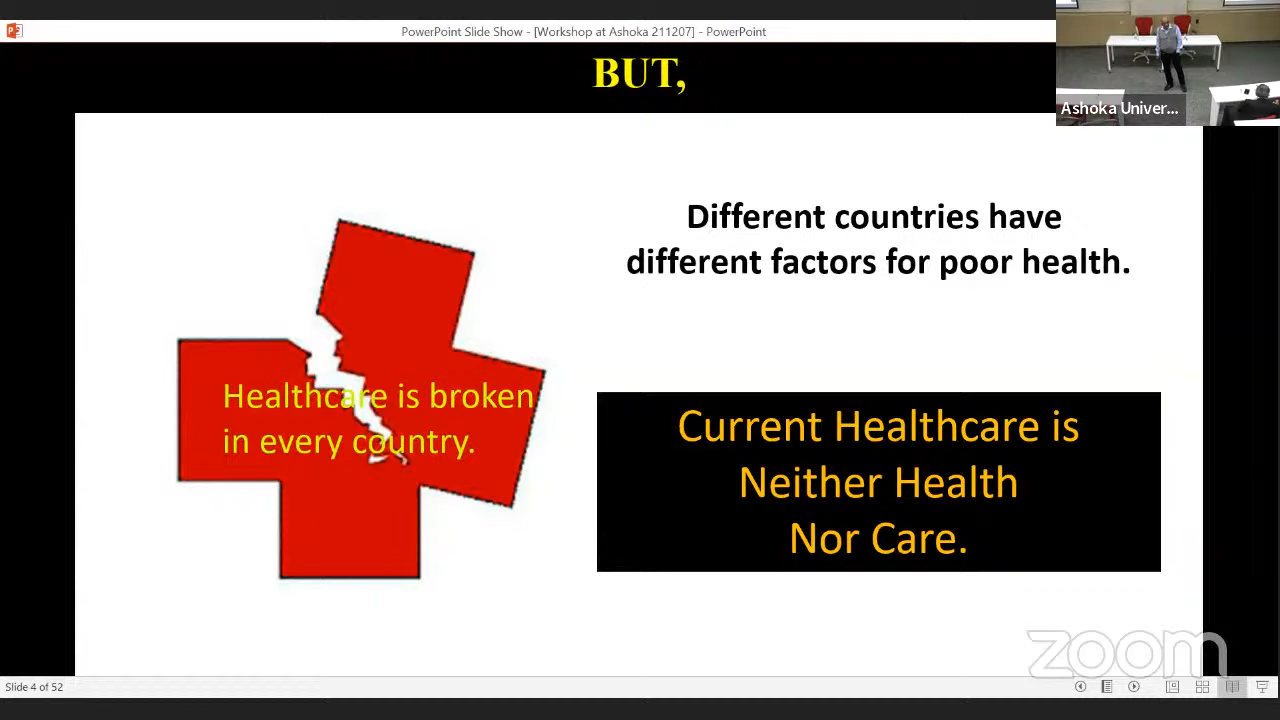 PowerPoint Slide Show - [Workshop at Ashoka 211207] - PowerPoint
BUT,
Ashoka Univer...
Different countries have
different factors for poor health.
Healthcare is broken
in every country.
Current Healthcare is
Neither Health
Nor Care.
zoom
Slide 4 of 52